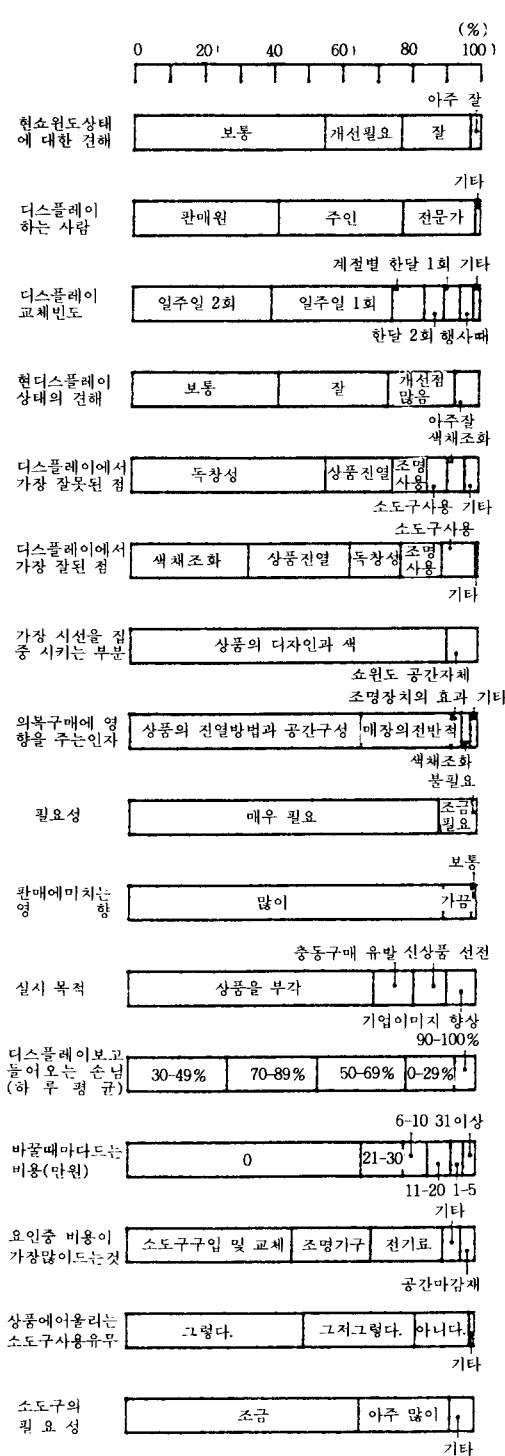 (%)
0 20 40 60 80 100
아주 잘
현쇼윈도상태
에 대한 견해
보통 개선필요 잘
기타
디스플레이
하는 사람
판매원 주인 전문가
계절별 한달 1회 기타
디스플레이
교체빈도
일주일 2회 일주일 1회
한달 2회 행사때
현디스플레이
상태의 견해
보통 잘 개선점
많음
아주잘
색채조화
디스플레이에서
가장 잘못된 점
독창성 상품진열 조명
사용
소도구사용 기타
소도구사용
디스플레이에서
가장 잘된 점
색채조화 상품진열 독창성 조명
사용
기타
가장 시선을 집
중 시키는 부분
상품의 디자인과 색
쇼윈도 공간자체
조명장치의 효과 기타
의복구매에 영
향을 주는인자
상품의 진열방법과 공간구성 매장의전반적
색채조화
불필요
필요성
매우 필요 조금
필요
보통
판매에미치는
영 향
많이 가끔
충동구매 유발 신상품 선전
실시 목적
상품을 부각
기업이미지 향상
90-100%
디스플레이보고
들어오는 손님
(하 루 평 균)
30-49% 70-89% 50-69% 0-29%
6-10 31이상
바꿀때마다드는
비용(만원)
0 21-30
11-20 1-5
기타
요인중 비용이
가장많이드는것
소도구구입 및 교체 조명기구 전기료
공간마감재
상품에어울리는
소도구사용유무
그렇다. 그저그렇다. 아니다.
기타
소도구의
필 요 성
조금 아주 많이
기타